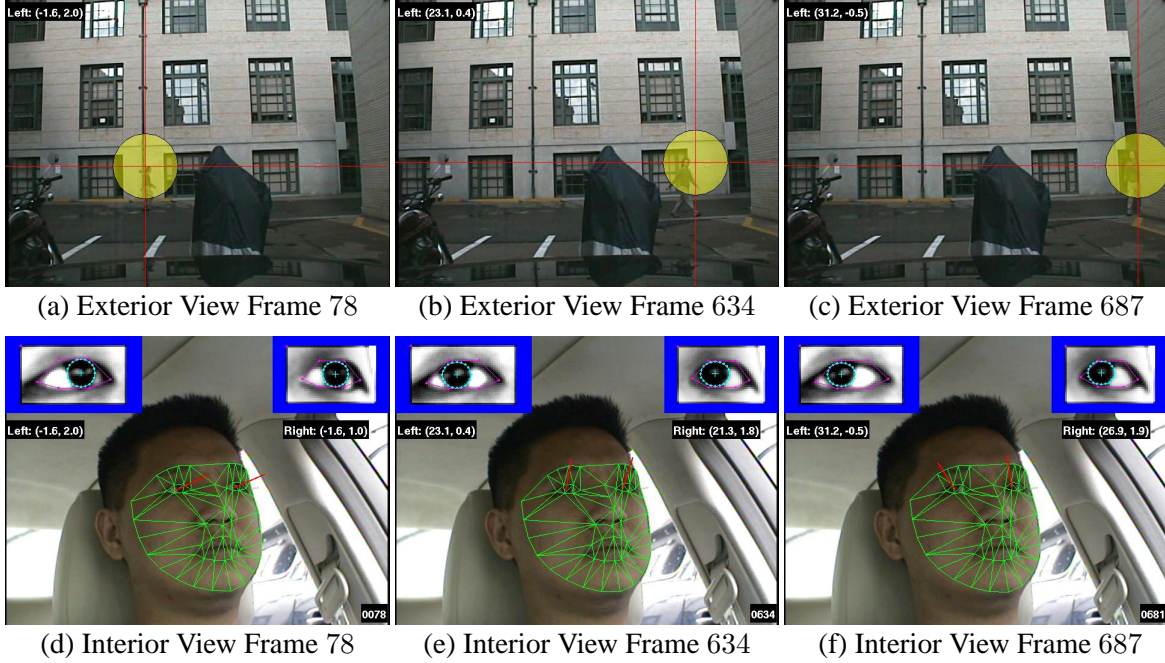 Left: (-1.6, 2.0)
Left: (23.1, 0.4)
Left: (31.2, -0.5)
(a) Exterior View Frame 78
(b) Exterior View Frame 634
(c) Exterior View Frame 687
Left: (-1.6, 2.0)
Right: (-1.6, 1.0)
Left: (23.1, 0.4)
Right: (21.3, 1.8)
Left: (31.2, -0.5)
Right: (26.9, 1.9)
0078
0634
0681
(d) Interior View Frame 78
(e) Interior View Frame 634
(f) Interior View Frame 687